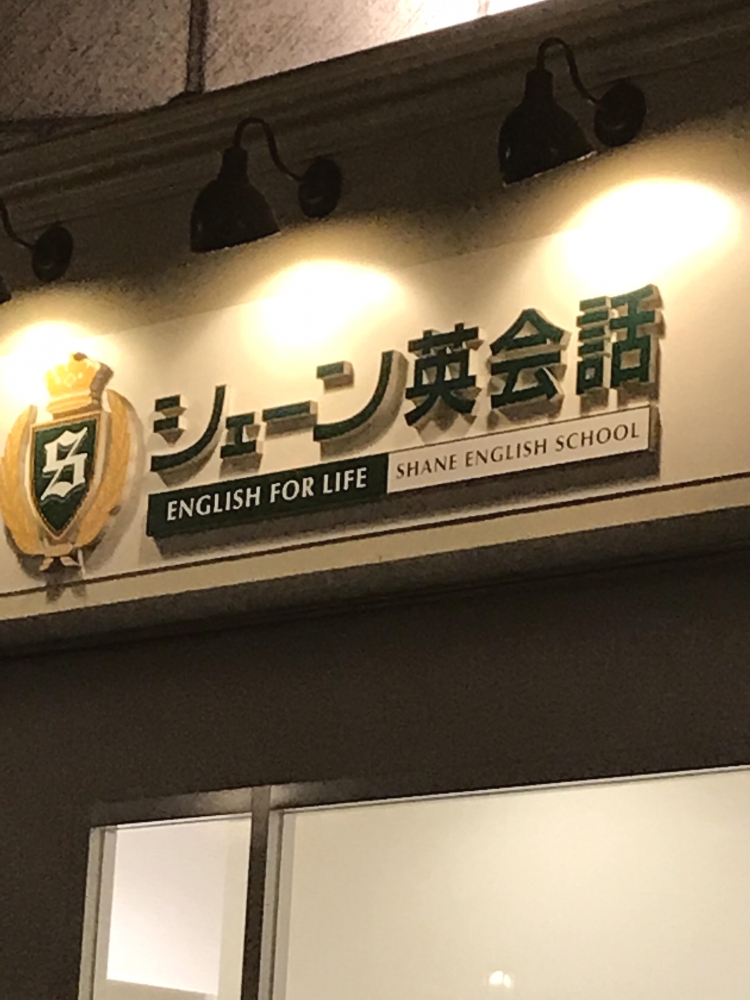 S
シェーン英会話
ENGLISH FOR LIFE SHANE ENGLISH SCHOOL